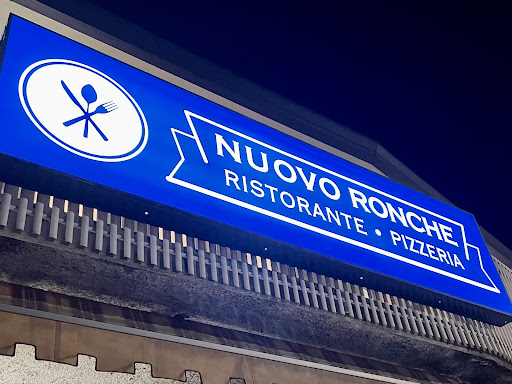 NUOVO RONCHE
RISTORANTE • PIZZERIA